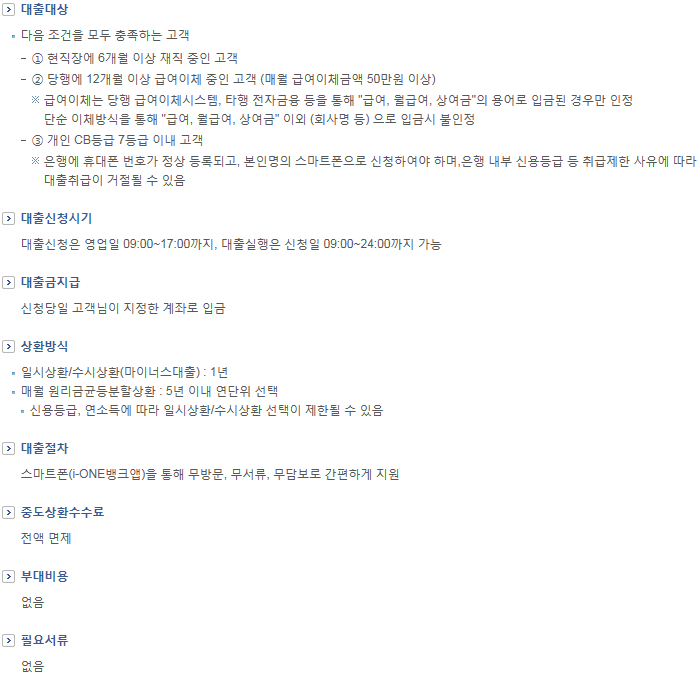 대출대상
다음 조건을 모두 충족하는 고객
- ① 현직장에 6개월 이상 재직 중인 고객
- ② 당행에 12개월 이상 급여이체 중인 고객 (매월 급여이체금액 50만원 이상)
※ 급여이체는 당행 급여이체시스템, 타행 전자금융 등을 통해 "급여, 월급여, 상여금"의 용어로 입금된 경우만 인정
단순 이체방식을 통해 "급여, 월급여, 상여금" 이외 (회사명 등) 으로 입금시 불인정
- ③ 개인 CB등급 7등급 이내 고객
※ 은행에 휴대폰 번호가 정상 등록되고, 본인명의 스마트폰으로 신청하여야 하며,은행 내부 신용등급 등 취급제한 사유에 따라
대출취급이 거절될 수 있음
대출신청시기
대출신청은 영업일 09:00~17:00까지, 대출실행은 신청일 09:00~24:00까지 가능
대출금지급
신청당일 고객님이 지정한 계좌로 입금
상환방식
일시상환/수시상환(마이너스대출) : 1년
매월 원리금균등분할상환 : 5년 이내 연단위 선택
신용등급, 연소득에 따라 일시상환/수시상환 선택이 제한될 수 있음
대출절차
스마트폰(i-ONE뱅크앱)을 통해 무방문, 무서류, 무담보로 간편하게 지원
중도상환수수료
전액 면제
부대비용
없음
필요서류
없음